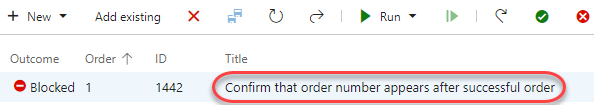 New Add existing Run
Outcome Order ID Title
Blocked 1 1442 Confirm that order number appears after successful order